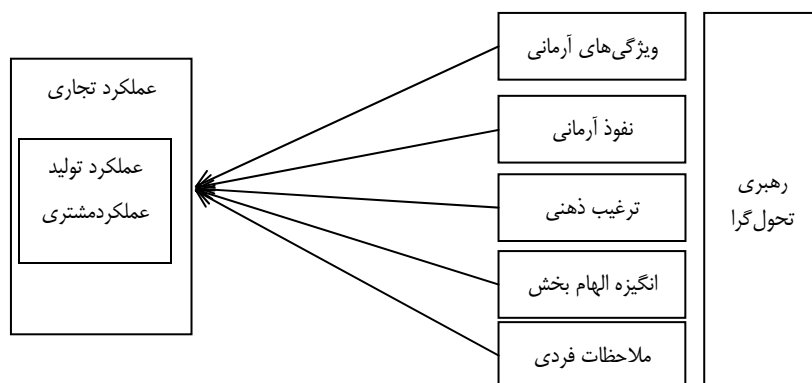 رهبری
تحول‌گرا
ویژگی‌های آرمانی
نفوذ آرمانی
ترغیب ذهنی
انگیزه الهام بخش
ملاحظات فردی
عملکرد تجاری
عملکرد تولید
عملکردمشتری